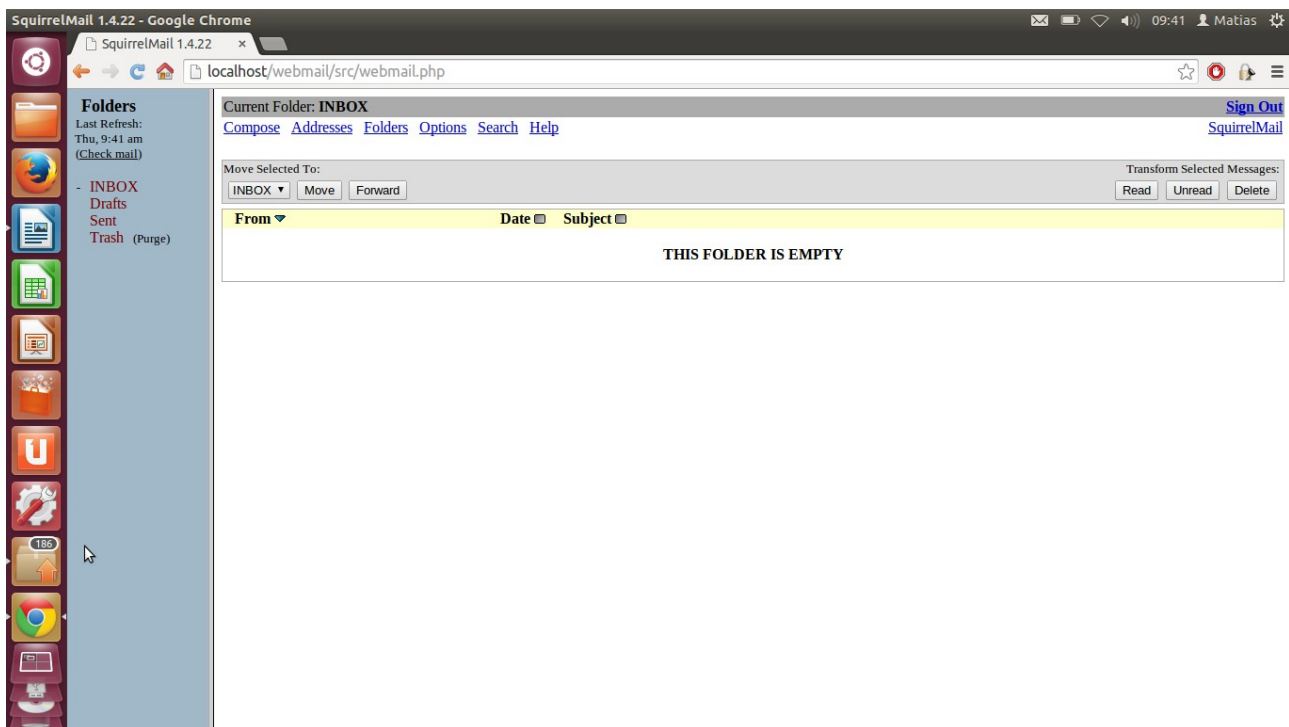 SquirrelMail 1.4.22 - Google Chrome 09:41 Matias
SquirrelMail 1.4.22 ×
localhost/webmail/src/webmail.php
Folders
Last Refresh:
Thu, 9:41 am
(Check mail)
- INBOX
Drafts
Sent
Trash (Purge)
Current Folder: INBOX Sign Out
Compose Addresses Folders Options Search Help SquirrelMail
Move Selected To: Transform Selected Messages:
INBOX Move Forward Read Unread Delete
From Date Subject
THIS FOLDER IS EMPTY
186